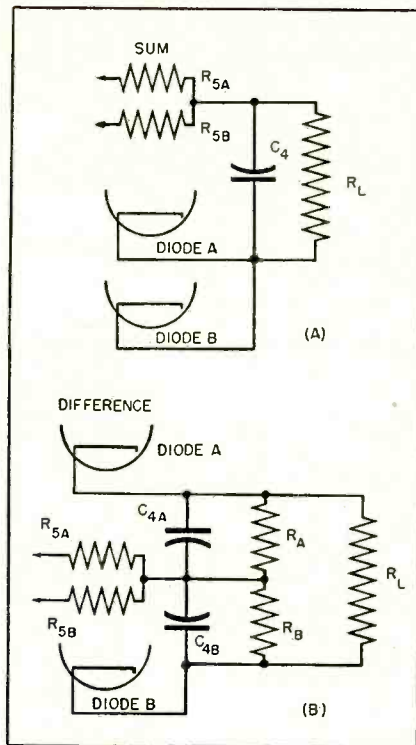 SUM
R5A
R5B
C4
RL
DIODE A
DIODE B
(A)
DIFFERENCE
DIODE A
C4A
RA
R5A
RL
R5B
RB
C4B
DIODE B
(B)